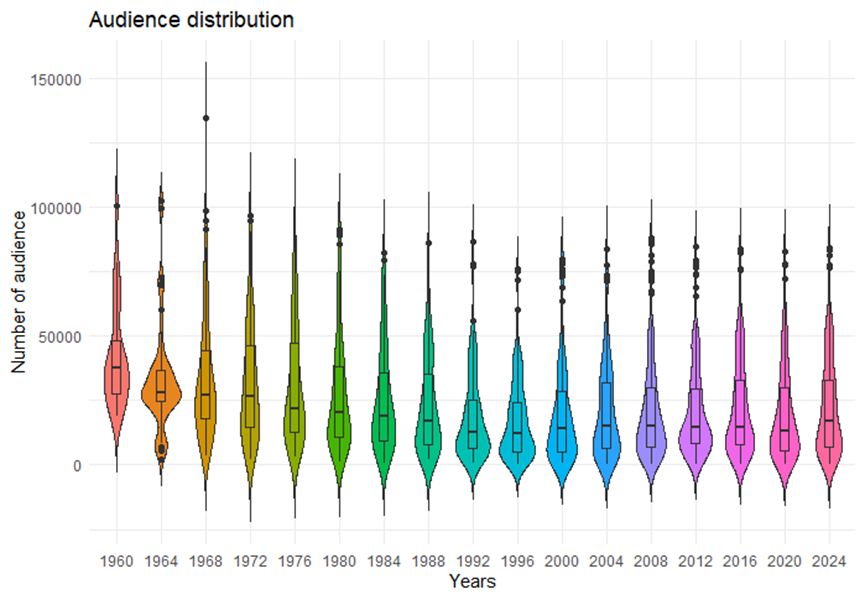 Audience distribution
150000
100000
50000
0
Number of audience
1960 1964 1968 1972 1976 1980 1984 1988 1992 1996 2000 2004 2008 2012 2016 2020 2024
Years